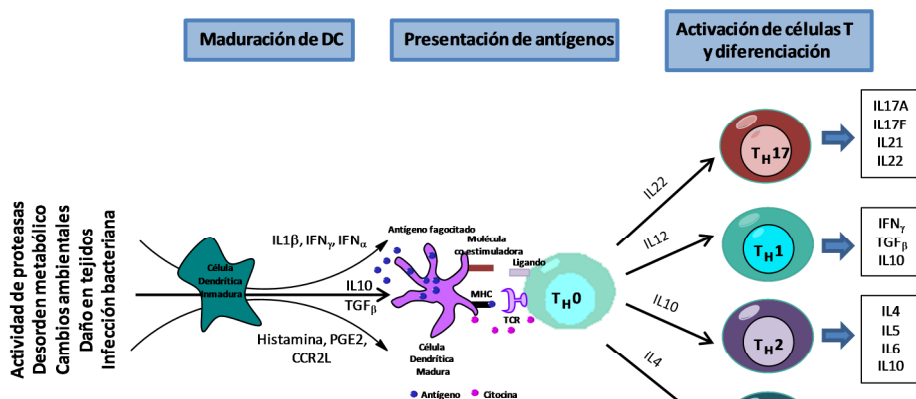 Maduración de DC
Presentación de antígenos
Activación de células T
y diferenciación
Actividad de proteasas
Desorden metabólico
Cambios ambientales
Daño en tejidos
Infección bacteriana
Célula
Dendrítica
Inmadura
IL1β, IFNγ, IFNα
IL10
TGFβ
Histamina, PGE2,
CCR2L
Antígeno fagocitado
Molécula
coestimuladora
Ligando
MHC
TCR
Célula
Dendrítica
Madura
Antígeno
Citocina
TH0
IL22
IL12
IL10
IL4
TH17
IL17A
IL17F
IL21
IL22
TH1
IFNγ
TGFβ
IL10
TH2
IL4
IL5
IL6
IL10